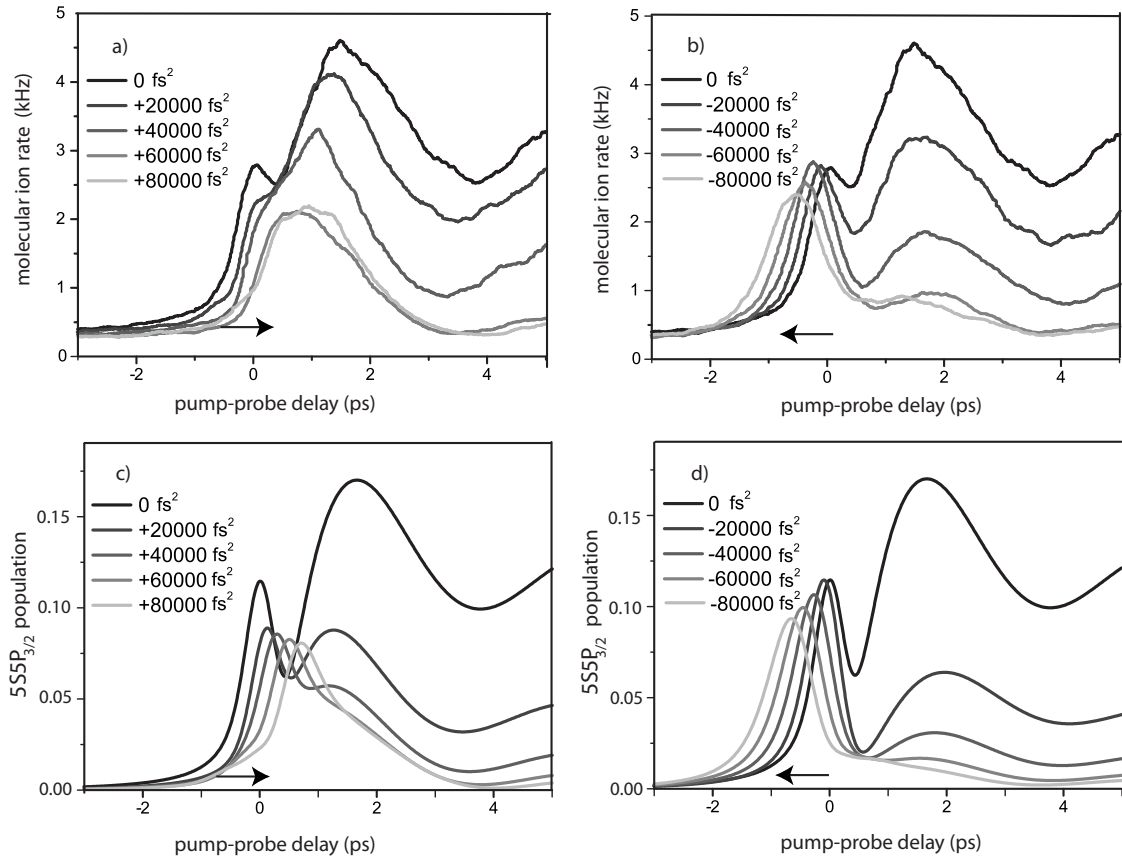 a)
molecular ion rate (kHz)
5
4
3
2
1
0
0 fs²
+20000 fs²
+40000 fs²
+60000 fs²
+80000 fs²
-2
0
2
4
pump-probe delay (ps)
b)
molecular ion rate (kHz)
5
4
3
2
1
0
0 fs²
-20000 fs²
-40000 fs²
-60000 fs²
-80000 fs²
-2
0
2
4
pump-probe delay (ps)
c)
5S5P3/2 population
0.15
0.10
0.05
0.00
0 fs²
+20000 fs²
+40000 fs²
+60000 fs²
+80000 fs²
-2
0
2
4
pump-probe delay (ps)
d)
5S5P3/2 population
0.15
0.10
0.05
0.00
0 fs²
-20000 fs²
-40000 fs²
-60000 fs²
-80000 fs²
-2
0
2
4
pump-probe delay (ps)